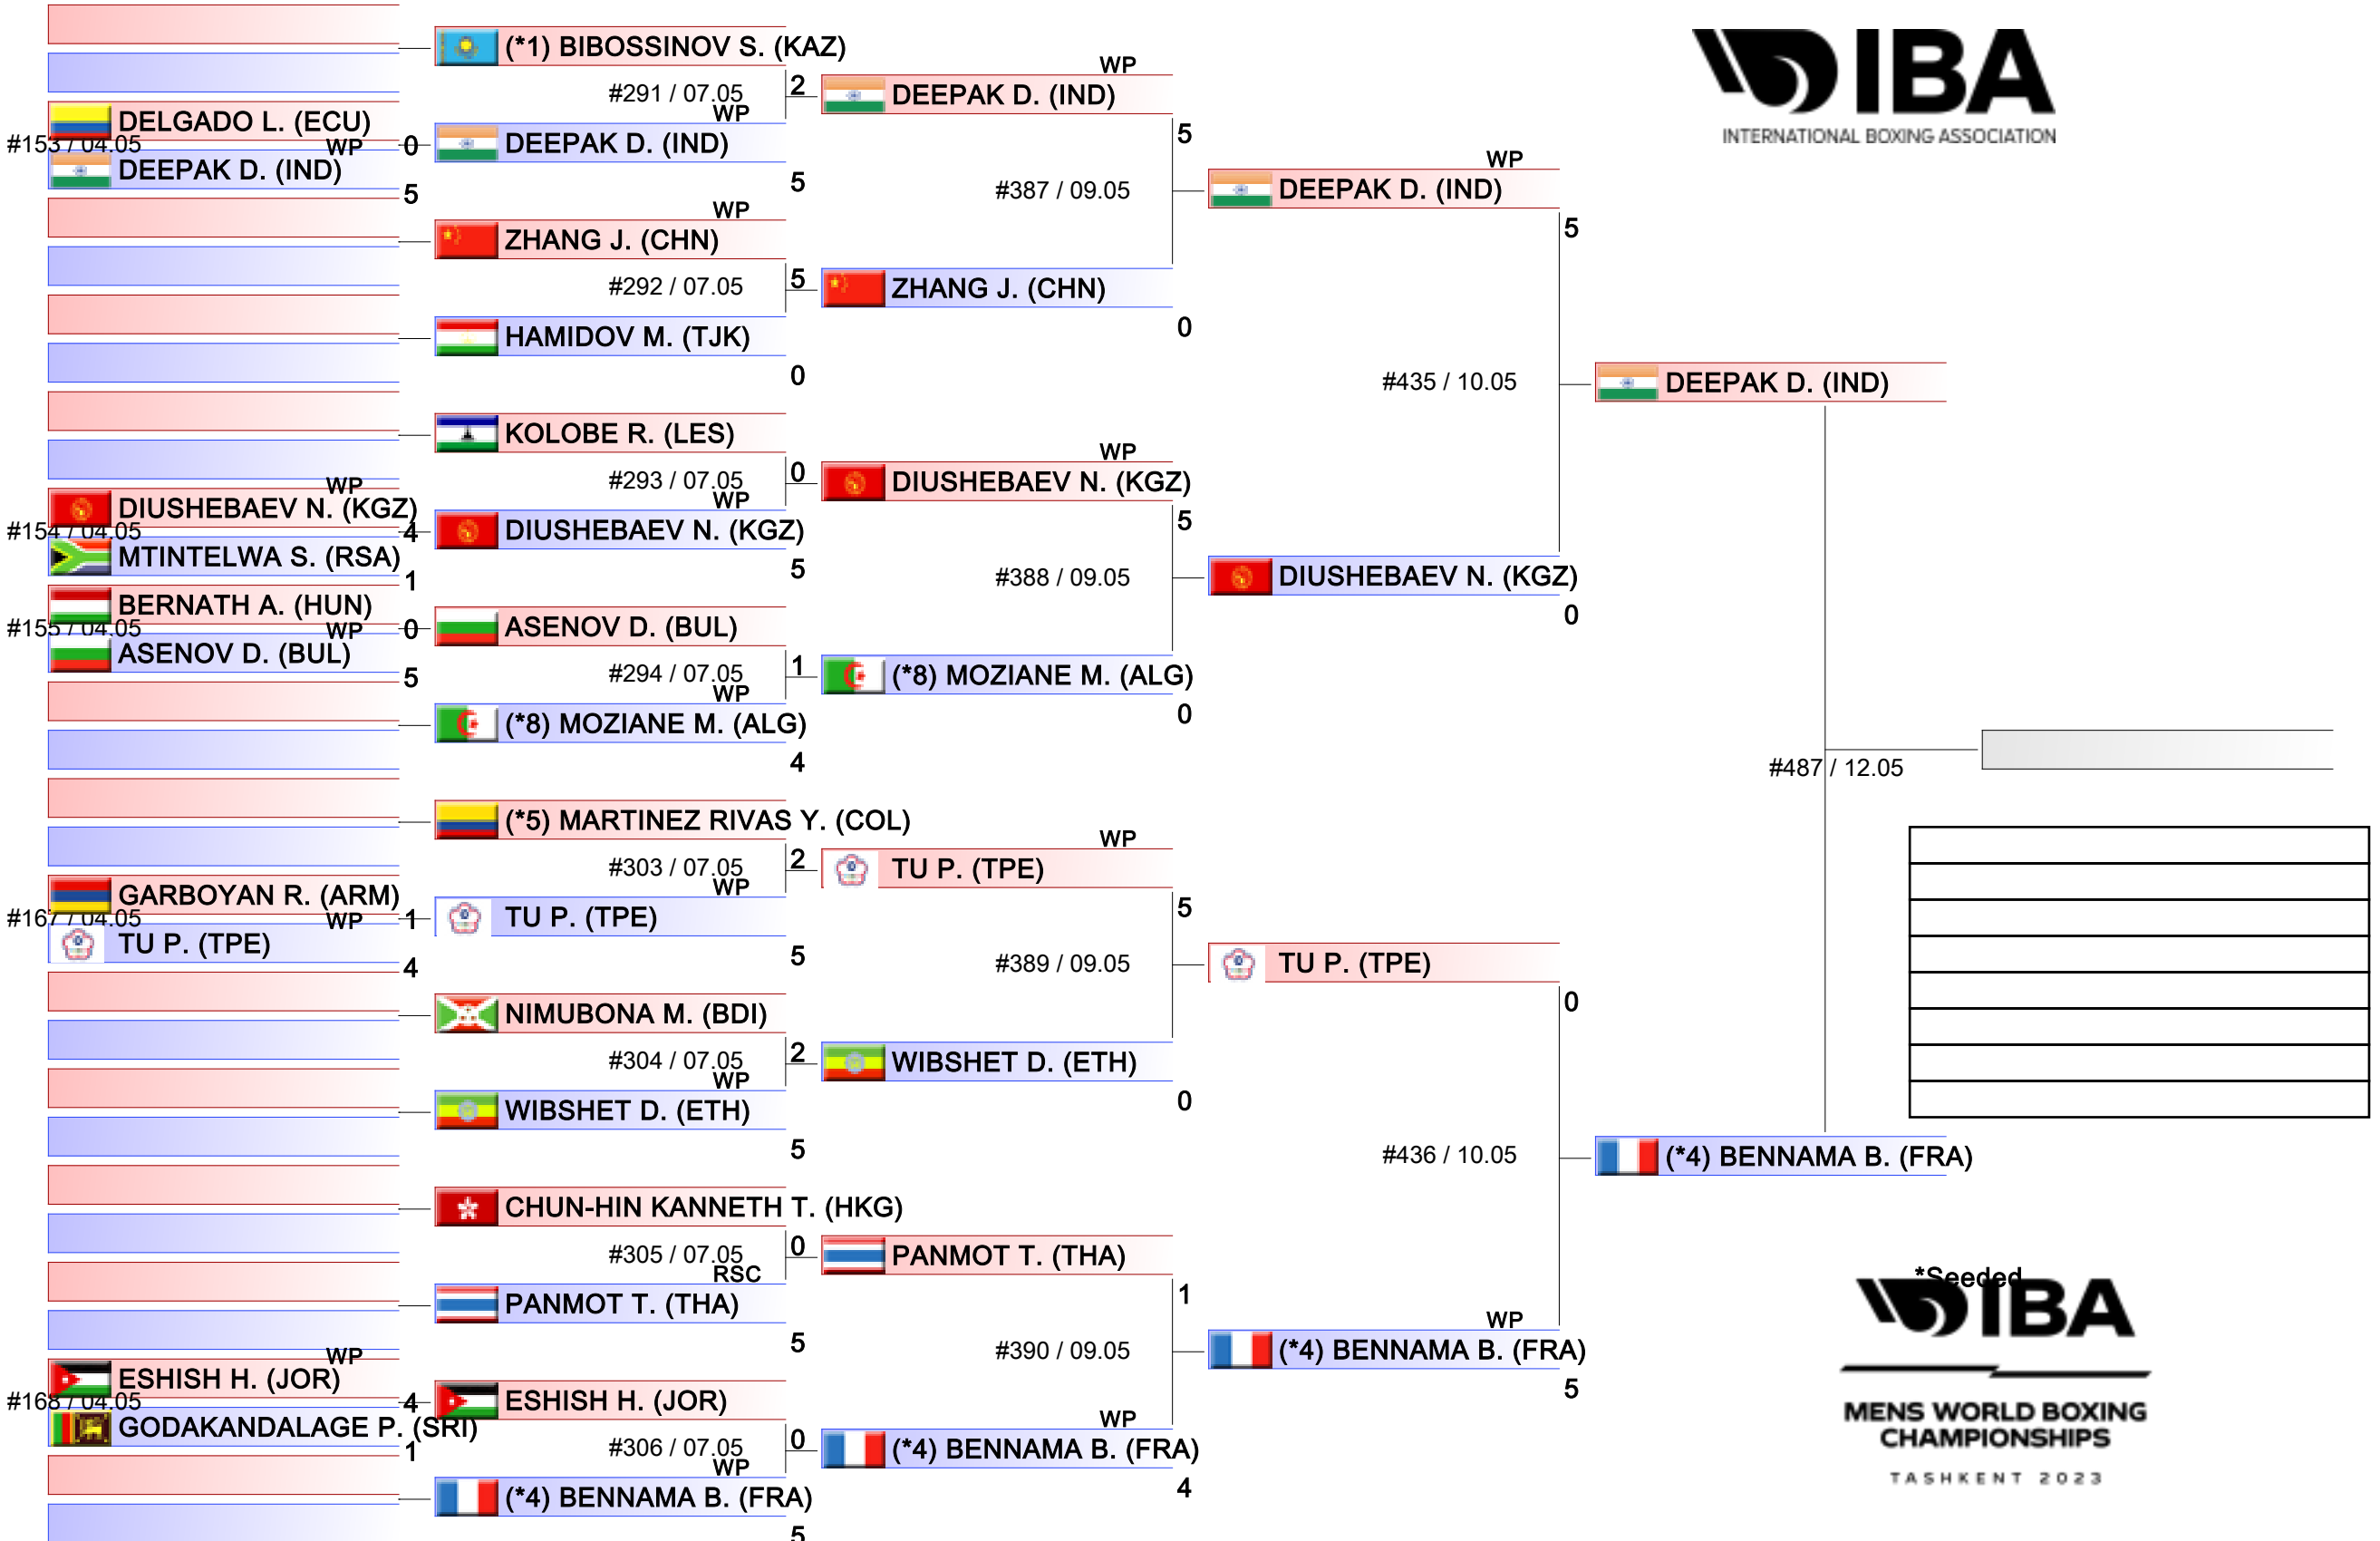 IBA
INTERNATIONAL BOXING ASSOCIATION
DELGADO L. (ECU)
0
#153 / 04.05
WP
DEEPAK D. (IND)
5
WP
DIUSHEBAEV N. (KGZ)
4
#154 / 04.05
MTINTELWA S. (RSA)
1
BERNATH A. (HUN)
0
#155 / 04.05
WP
ASENOV D. (BUL)
5
GARBOYAN R. (ARM)
1
#167 / 04.05
WP
TU P. (TPE)
4
WP
ESHISH H. (JOR)
4
#168 / 04.05
GODAKANDALAGE P. (SRI)
1
(*1) BIBOSSINOV S. (KAZ)
2
#291 / 07.05
WP
DEEPAK D. (IND)
5
WP
ZHANG J. (CHN)
5
#292 / 07.05
HAMIDOV M. (TJK)
0
KOLOBE R. (LES)
0
#293 / 07.05
WP
DIUSHEBAEV N. (KGZ)
5
ASENOV D. (BUL)
1
#294 / 07.05
WP
(*8) MOZIANE M. (ALG)
4
(*5) MARTINEZ RIVAS Y. (COL)
2
#303 / 07.05
WP
TU P. (TPE)
5
NIMUBONA M. (BDI)
2
#304 / 07.05
WP
WIBSHET D. (ETH)
5
CHUN-HIN KANNETH T. (HKG)
0
#305 / 07.05
RSC
PANMOT T. (THA)
5
ESHISH H. (JOR)
0
#306 / 07.05
WP
(*4) BENNAMA B. (FRA)
5
WP
DEEPAK D. (IND)
5
#387 / 09.05
ZHANG J. (CHN)
0
WP
DIUSHEBAEV N. (KGZ)
5
#388 / 09.05
(*8) MOZIANE M. (ALG)
0
WP
TU P. (TPE)
5
#389 / 09.05
WIBSHET D. (ETH)
0
PANMOT T. (THA)
1
#390 / 09.05
WP
(*4) BENNAMA B. (FRA)
4
WP
DEEPAK D. (IND)
5
#435 / 10.05
DIUSHEBAEV N. (KGZ)
0
TU P. (TPE)
0
#436 / 10.05
WP
(*4) BENNAMA B. (FRA)
5
DEEPAK D. (IND)
#487 / 12.05
(*4) BENNAMA B. (FRA)
*Seeded
IBA
MENS WORLD BOXING
CHAMPIONSHIPS
TASHKENT 2023